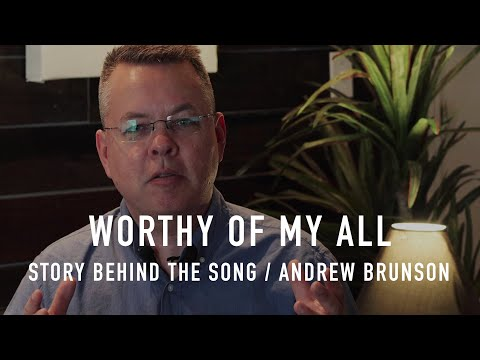 WORTHY OF MY ALL
STORY BEHIND THE SONG / ANDREW BRUNSON